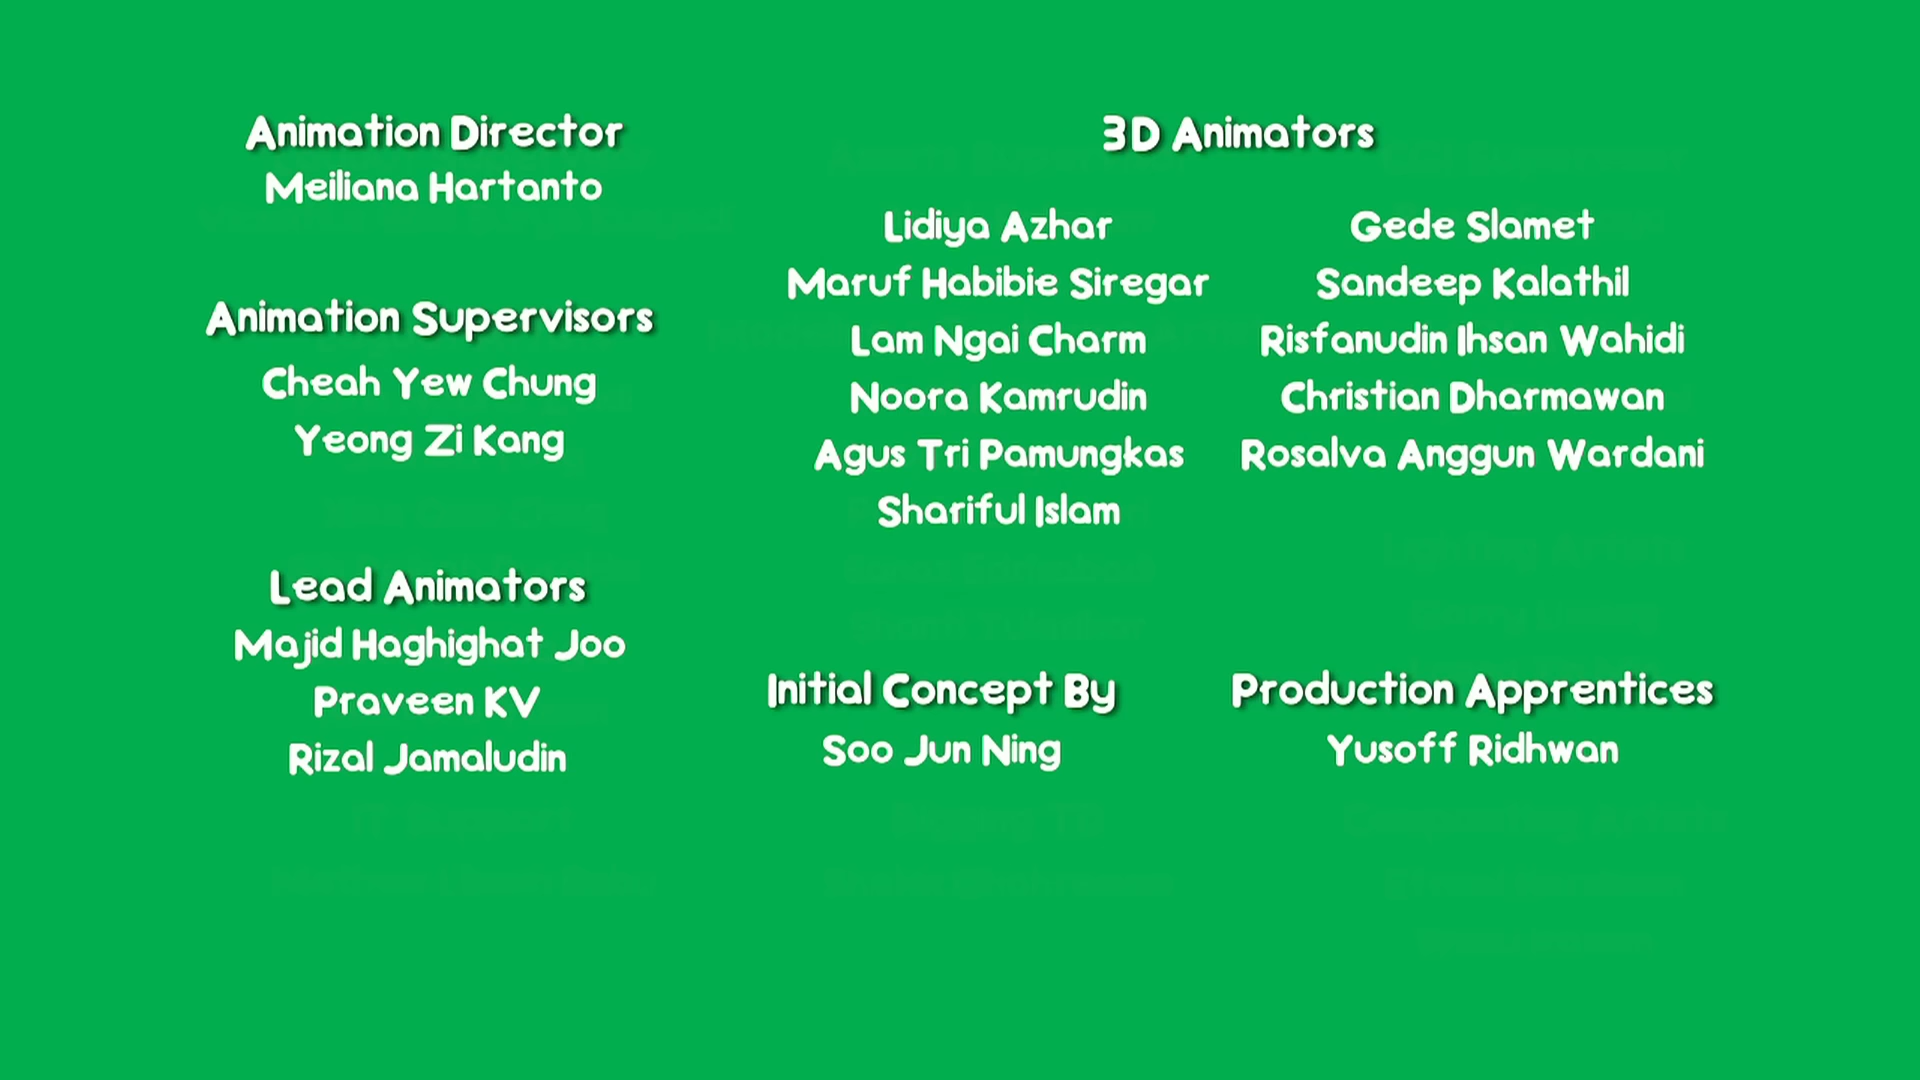 Animation Director
Meiliana Hartanto
Animation Supervisors
Cheah Yew Chung
Yeong Zi Kang
Lead Animators
Majid Haghighat Joo
Praveen KV
Rizal Jamaludin
3D Animators
Lidiya Azhar
Maruf Habibie Siregar
Lam Ngai Charm
Noora Kamrudin
Agus Tri Pamungkas
Shariful Islam
Gede Slamet
Sandeep Kalathil
Risfanudin Ihsan Wahidi
Christian Dharmawan
Rosalva Anggun Wardani
Initial Concept By
Soo Jun Ning
Production Apprentices
Yusoff Ridhwan